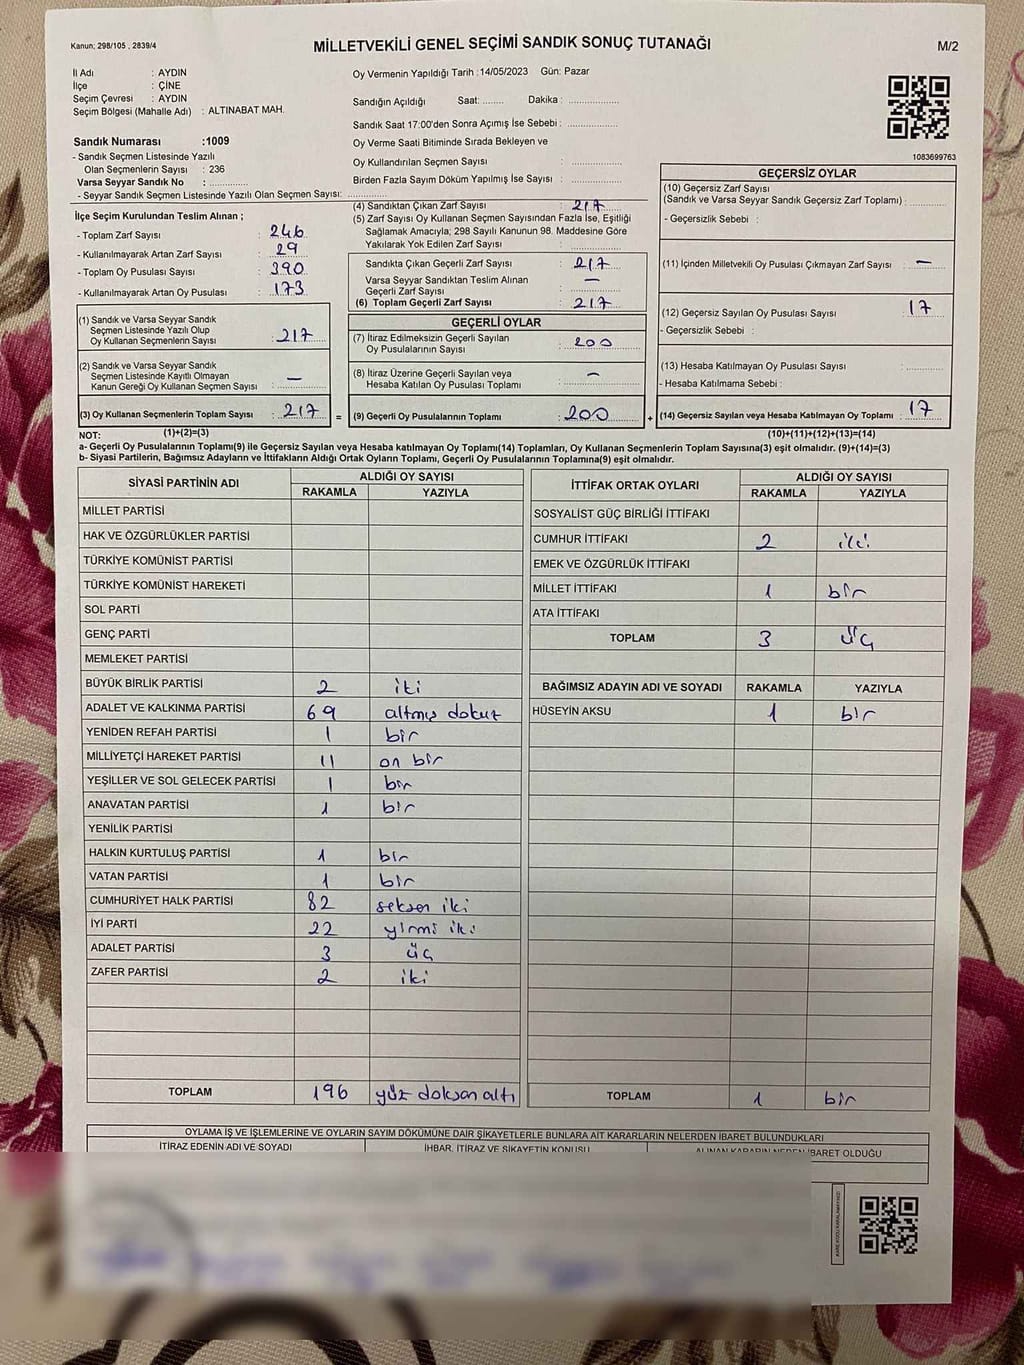 Kanun; 298/105 , 2839/4
MİLLETVEKİLİ GENEL SEÇİMİ SANDIK SONUÇ TUTANAĞI
M/2
İl Adı : AYDIN
İlçe : ÇİNE
Seçim Çevresi : AYDIN
Seçim Bölgesi (Mahalle Adı) : ALTINABAT MAH.
Sandık Numarası :1009
- Sandık Seçmen Listesinde Yazılı
Olan Seçmenlerin Sayısı : 236
Varsa Seyyar Sandık No : ..............
- Seyyar Sandık Seçmen Listesinde Yazılı Olan Seçmen Sayısı: ..............
Oy Vermenin Yapıldığı Tarih :14/05/2023 Gün: Pazar
Sandığın Açıldığı Saat: ........ Dakika : ..................
Sandık Saat 17:00'den Sonra Açımış İse Sebebi : ..................
Oy Verme Saati Bitiminde Sırada Bekleyen ve
Oy Kullandırılan Seçmen Sayısı : ..................
Birden Fazla Sayım Döküm Yapılmış İse Sayısı : ..................
1083699763
İlçe Seçim Kurulundan Teslim Alınan ;
- Toplam Zarf Sayısı : 246
- Kullanılmayarak Artan Zarf Sayısı : 29
- Toplam Oy Pusulası Sayısı : 390
- Kullanılmayarak Artan Oy Pusulası : 173
(1) Sandık ve Varsa Seyyar Sandık
Seçmen Listesinde Yazılı Olup
Oy Kullanan Seçmenlerin Sayısı : 217
(2) Sandık ve Varsa Seyyar Sandık
Seçmen Listesinde Kayıtlı Olmayan
Kanun Gereği Oy Kullanan Seçmen Sayısı : —
(3) Oy Kullanan Seçmenlerin Toplam Sayısı : 217 =
(1)+(2)=(3)
(4) Sandıktan Çıkan Zarf Sayısı : 217
(5) Zarf Sayısı Oy Kullanan Seçmen Sayısından Fazla İse, Eşitliği
Sağlamak Amacıyla; 298 Sayılı Kanunun 98. Maddesine Göre
Yakılarak Yok Edilen Zarf Sayısı : ..................
Sandıkta Çıkan Geçerli Zarf Sayısı : 217
Varsa Seyyar Sandıktan Teslim Alınan
Geçerli Zarf Sayısı : —
(6) Toplam Geçerli Zarf Sayısı : 217
GEÇERLİ OYLAR
(7) İtiraz Edilmeksizin Geçerli Sayılan
Oy Pusulalarının Sayısı : 200
(8) İtiraz Üzerine Geçerli Sayılan veya
Hesaba Katılan Oy Pusulası Toplamı : —
(9) Geçerli Oy Pusulalarının Toplamı : 200 +
GEÇERSİZ OYLAR
(10) Geçersiz Zarf Sayısı
(Sandık ve Varsa Seyyar Sandık Geçersiz Zarf Toplamı) : ............
- Geçersizlik Sebebi :
(11) İçinden Milletvekili Oy Pusulası Çıkmayan Zarf Sayısı : —
(12) Geçersiz Sayılan Oy Pusulası Sayısı : 17
- Geçersizlik Sebebi :
(13) Hesaba Katılmayan Oy Pusulası Sayısı : ............
- Hesaba Katılmama Sebebi :
(14) Geçersiz Sayılan veya Hesaba Katılmayan Oy Toplamı : 17
(10)+(11)+(12)+(13)=(14)
NOT:
a- Geçerli Oy Pusulalarının Toplamı(9) ile Geçersiz Sayılan veya Hesaba katılmayan Oy Toplamı(14) Toplamları, Oy Kullanan Seçmenlerin Toplam Sayısına(3) eşit olmalıdır. (9)+(14)=(3)
b- Siyasi Partilerin, Bağımsız Adayların ve İttifakların Aldığı Ortak Oyların Toplamı, Geçerli Oy Pusulalarının Toplamına(9) eşit olmalıdır.
SİYASİ PARTİNİN ADI ALDIĞI OY SAYISI
RAKAMLA YAZIYLA
MİLLET PARTİSİ
HAK VE ÖZGÜRLÜKLER PARTİSİ
TÜRKİYE KOMÜNİST PARTİSİ
TÜRKİYE KOMÜNİST HAREKETİ
SOL PARTİ
GENÇ PARTİ
MEMLEKET PARTİSİ
BÜYÜK BİRLİK PARTİSİ 2 iki
ADALET VE KALKINMA PARTİSİ 69 altmış dokuz
YENİDEN REFAH PARTİSİ 1 bir
MİLLİYETÇİ HAREKET PARTİSİ 11 on bir
YEŞİLLER VE SOL GELECEK PARTİSİ 1 bir
ANAVATAN PARTİSİ 1 bir
YENİLİK PARTİSİ
HALKIN KURTULUŞ PARTİSİ 1 bir
VATAN PARTİSİ 1 bir
CUMHURİYET HALK PARTİSİ 82 seksen iki
İYİ PARTİ 22 yirmi iki
ADALET PARTİSİ 3 üç
ZAFER PARTİSİ 2 iki
TOPLAM 196 yüz doksan altı
İTTİFAK ORTAK OYLARI ALDIĞI OY SAYISI
RAKAMLA YAZIYLA
SOSYALİST GÜÇ BİRLİĞİ İTTİFAKI
CUMHUR İTTİFAKI 2 iki
EMEK VE ÖZGÜRLÜK İTTİFAKI
MİLLET İTTİFAKI 1 bir
ATA İTTİFAKI
TOPLAM 3 üç
BAĞIMSIZ ADAYIN ADI VE SOYADI RAKAMLA YAZIYLA
HÜSEYİN AKSU 1 bir
TOPLAM 1 bir
OYLAMA İŞ VE İŞLEMLERİNE VE OYLARIN SAYIM DÖKÜMÜNE DAİR ŞİKAYETLERLE BUNLARA AİT KARARLARIN NELERDEN İBARET BULUNDUKLARI
İTİRAZ EDENİN ADI VE SOYADI İHBAR, İTİRAZ VE ŞİKAYETİN KONUSU ALINAN KARARIN NEDEN İBARET OLDUĞU